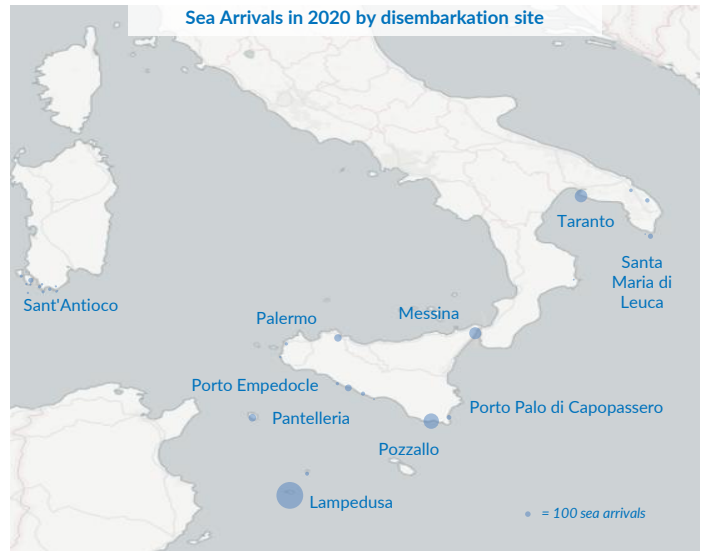 Sea Arrivals in 2020 by disembarkation site
Taranto
Santa
Maria di
Leuca
Sant'Antioco
Messina
Palermo
Porto Empedocle
Porto Palo di Capopassero
Pantelleria
Pozzallo
Lampedusa
= 100 sea arrivals